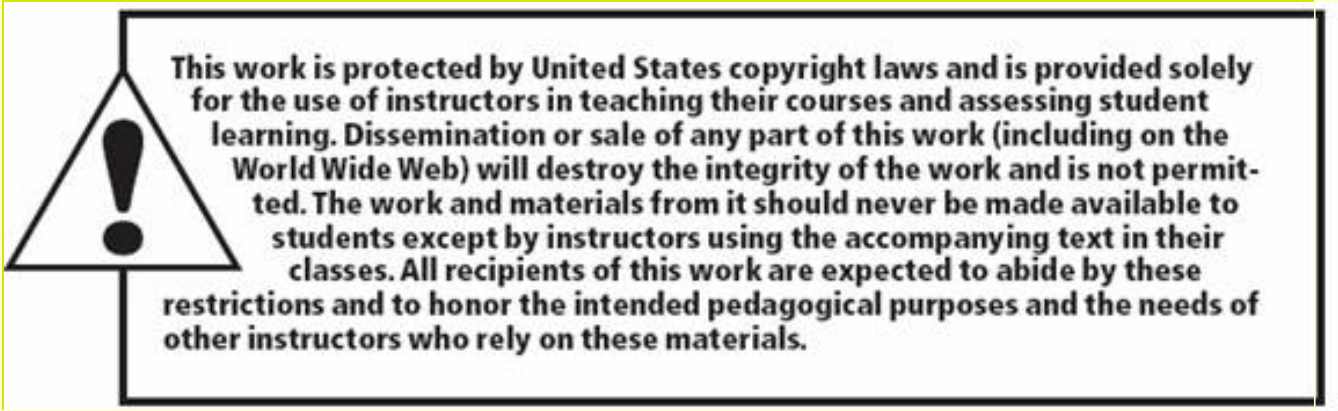 This work is protected by United States copyright laws and is provided solely
for the use of instructors in teaching their courses and assessing student
learning. Dissemination or sale of any part of this work (including on the
World Wide Web) will destroy the integrity of the work and is not permit-
ted. The work and materials from it should never be made available to
students except by instructors using the accompanying text in their
classes. All recipients of this work are expected to abide by these
restrictions and to honor the intended pedagogical purposes and the needs of
other instructors who rely on these materials.